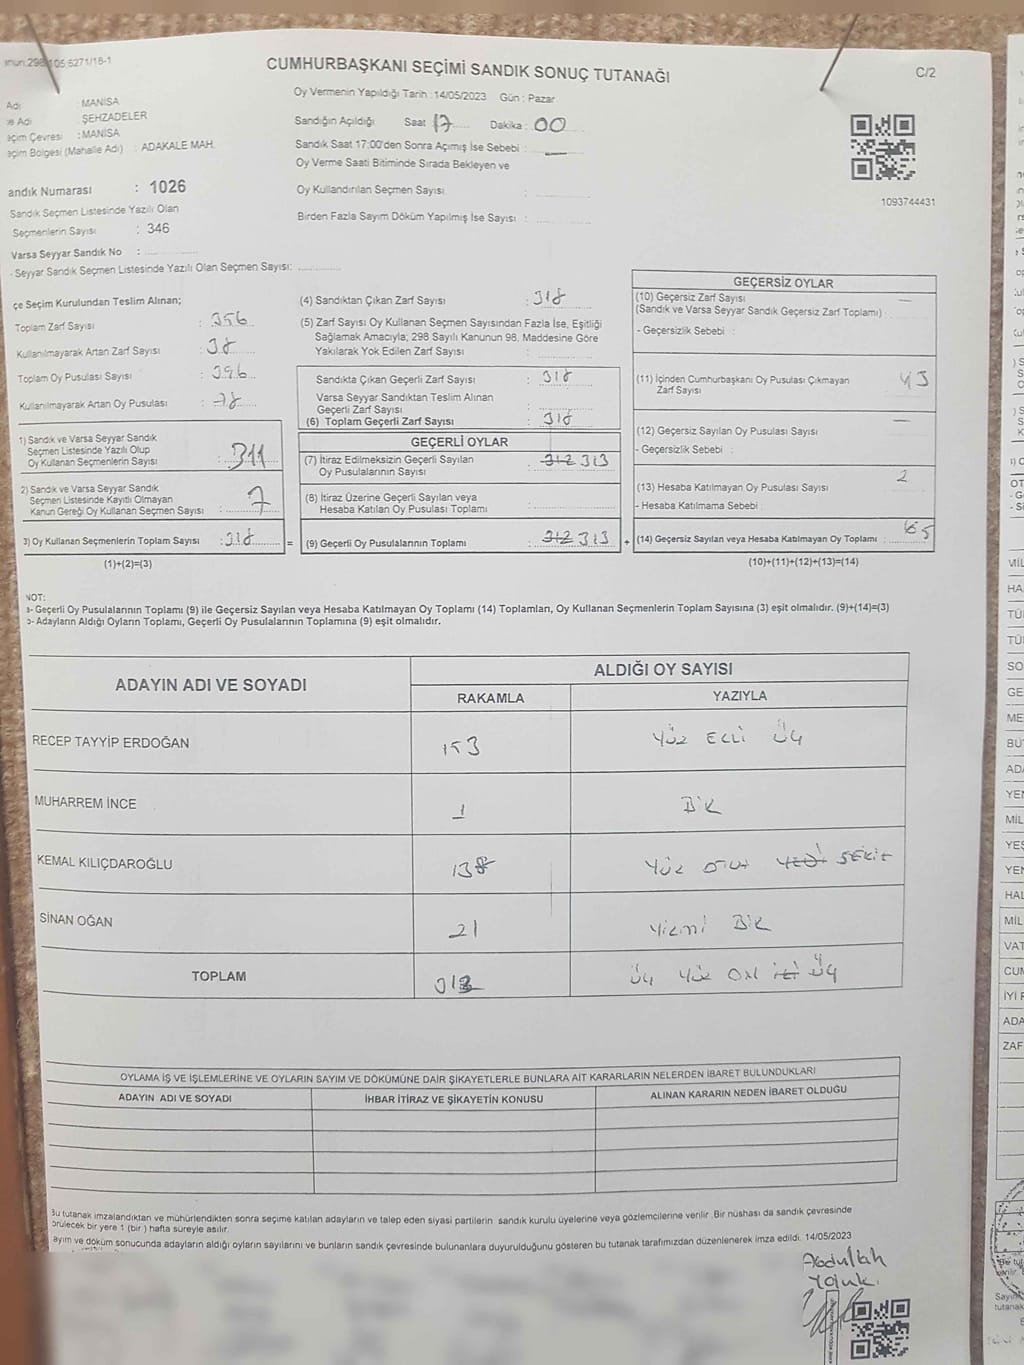 CUMHURBAŞKANI SEÇİMİ SANDIK SONUÇ TUTANAĞI
C/2
Oy Vermenin Yapıldığı Tarih :14/05/2023 Gün : Pazar
Adı : MANİSA
Adı : ŞEHZADELER
eçim Çevresi : MANİSA
eçim Bölgesi (Mahalle Adı) : ADAKALE MAH.
Sandığın Açıldığı Saat 17 Dakika : 00
Sandık Saat 17:00'den Sonra Açımış İse Sebebi :
Oy Verme Saati Bitiminde Sırada Bekleyen ve
Oy Kullandırılan Seçmen Sayısı :
Birden Fazla Sayım Döküm Yapılmış İse Sayısı :
1093744431
andık Numarası : 1026
Sandık Seçmen Listesinde Yazılı Olan
Seçmenlerin Sayısı : 346
Varsa Seyyar Sandık No :
- Seyyar Sandık Seçmen Listesinde Yazılı Olan Seçmen Sayısı:
çe Seçim Kurulundan Teslim Alınan;
Toplam Zarf Sayısı : 356
Kullanılmayarak Artan Zarf Sayısı : 38
Toplam Oy Pusulası Sayısı : 396
Kullanılmayarak Artan Oy Pusulası : 78
1) Sandık ve Varsa Seyyar Sandık
Seçmen Listesinde Yazılı Olup
Oy Kullanan Seçmenlerin Sayısı : 311
2) Sandık ve Varsa Seyyar Sandık
Seçmen Listesinde Kayıtlı Olmayan
Kanun Gereği Oy Kullanan Seçmen Sayısı : 7
3) Oy Kullanan Seçmenlerin Toplam Sayısı : 318 =
(1)+(2)=(3)
(4) Sandıktan Çıkan Zarf Sayısı : 318
(5) Zarf Sayısı Oy Kullanan Seçmen Sayısından Fazla İse, Eşitliği
Sağlamak Amacıyla; 298 Sayılı Kanunun 98. Maddesine Göre
Yakılarak Yok Edilen Zarf Sayısı :
Sandıkta Çıkan Geçerli Zarf Sayısı : 318
Varsa Seyyar Sandıktan Teslim Alınan
Geçerli Zarf Sayısı :
(6) Toplam Geçerli Zarf Sayısı : 318
GEÇERLİ OYLAR
(7) İtiraz Edilmeksizin Geçerli Sayılan
Oy Pusulalarının Sayısı : 312 313
(8) İtiraz Üzerine Geçerli Sayılan veya
Hesaba Katılan Oy Pusulası Toplamı :
(9) Geçerli Oy Pusulalarının Toplamı : 312 313 +
GEÇERSİZ OYLAR
(10) Geçersiz Zarf Sayısı —
(Sandık ve Varsa Seyyar Sandık Geçersiz Zarf Toplamı) :
- Geçersizlik Sebebi :
(11) İçinden Cumhurbaşkanı Oy Pusulası Çıkmayan
Zarf Sayısı
(12) Geçersiz Sayılan Oy Pusulası Sayısı : —
- Geçersizlik Sebebi :
(13) Hesaba Katılmayan Oy Pusulası Sayısı : 2
- Hesaba Katılmama Sebebi :
(14) Geçersiz Sayılan veya Hesaba Katılmayan Oy Toplamı :
(10)+(11)+(12)+(13)=(14)
NOT:
a- Geçerli Oy Pusulalarının Toplamı (9) ile Geçersiz Sayılan veya Hesaba Katılmayan Oy Toplamı (14) Toplamları, Oy Kullanan Seçmenlerin Toplam Sayısına (3) eşit olmalıdır. (9)+(14)=(3)
b- Adayların Aldığı Oyların Toplamı, Geçerli Oy Pusulalarının Toplamına (9) eşit olmalıdır.
ADAYIN ADI VE SOYADI
ALDIĞI OY SAYISI
RAKAMLA YAZIYLA
RECEP TAYYİP ERDOĞAN 153 YÜZ ELLİ ÜÇ
MUHARREM İNCE 1 BİR
KEMAL KILIÇDAROĞLU 138 YÜZ OTUZ YEDİ SEKİZ
SİNAN OĞAN 21 YİRMİ BİR
TOPLAM 313 ÜÇ YÜZ ON İKİ ÜÇ
OYLAMA İŞ VE İŞLEMLERİNE VE OYLARIN SAYIM VE DÖKÜMÜNE DAİR ŞİKAYETLERLE BUNLARA AİT KARARLARIN NELERDEN İBARET BULUNDUKLARI
ADAYIN ADI VE SOYADI İHBAR İTİRAZ VE ŞİKAYETİN KONUSU ALINAN KARARIN NEDEN İBARET OLDUĞU
Bu tutanak imzalandıktan ve mühürlendikten sonra seçime katılan adayların ve talep eden siyasi partilerin sandık kurulu üyelerine veya gözlemcilerine verilir. Bir nüshası da sandık çevresinde
örülecek bir yere 1 (bir ) hafta süreyle asılır.
ayım ve döküm sonucunda adayların aldığı oyların sayılarını ve bunların sandık çevresinde bulunanlara duyurulduğunu gösteren bu tutanak tarafımızdan düzenlenerek imza edildi. 14/05/2023
Abdullah
Yoluk.